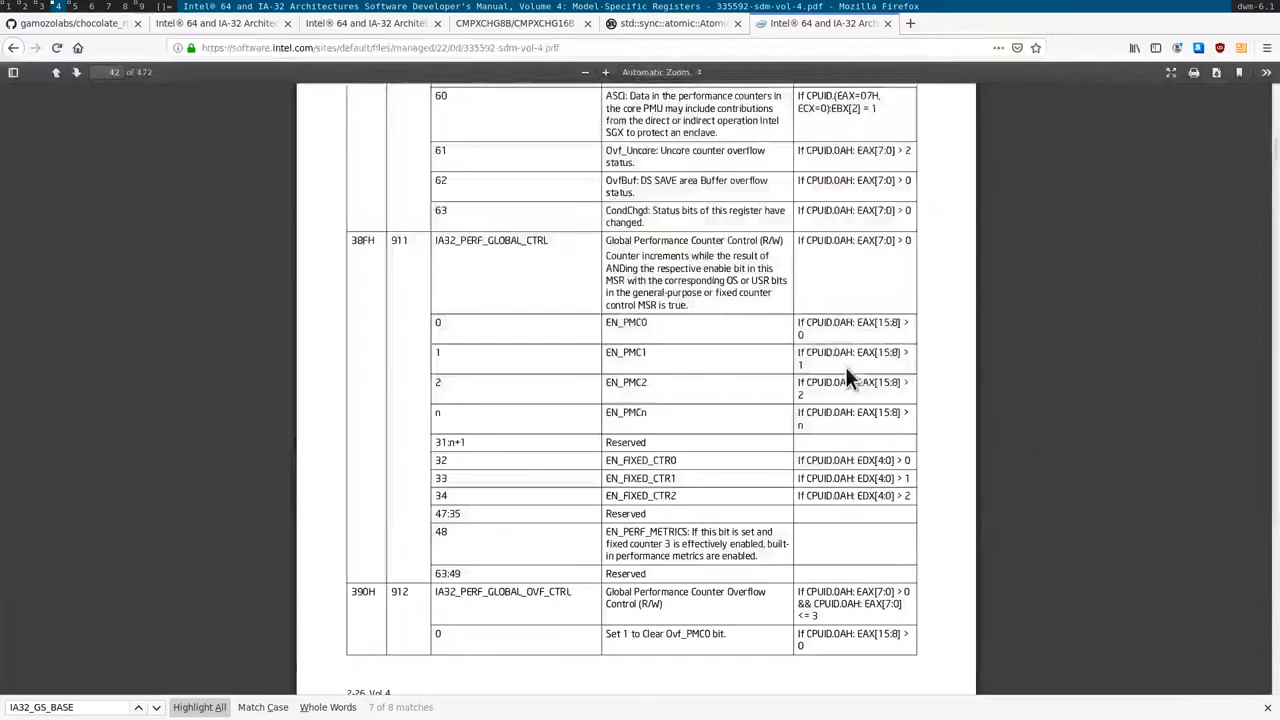 1 2 3 4 5 6 7 8 9 []= Intel® 64 and IA-32 Architectures Software Developer's Manual, Volume 4: Model-Specific Registers - 335592-sdm-vol-4.pdf - Mozilla Firefox dwm-6.1
gamozolabs/chocolate_m Intel® 64 and IA-32 Architec Intel® 64 and IA-32 Architec CMPXCHG8B/CMPXCHG16B std::sync::atomic::Atomi Intel® 64 and IA-32 Archi
https://software.intel.com/sites/default/files/managed/22/0d/335592-sdm-vol-4.pdf
42 of 472 Automatic Zoom
60 ASCI: Data in the performance counters in If CPUID.(EAX=07H,
the core PMU may include contributions ECX=0):EBX[2] = 1
from the direct or indirect operation Intel
SGX to protect an enclave.
61 Ovf_Uncore: Uncore counter overflow If CPUID.0AH: EAX[7:0] > 2
status.
62 OvfBuf: DS SAVE area Buffer overflow If CPUID.0AH: EAX[7:0] > 0
status.
63 CondChgd: Status bits of this register have If CPUID.0AH: EAX[7:0] > 0
changed.
38FH 911 IA32_PERF_GLOBAL_CTRL Global Performance Counter Control (R/W) If CPUID.0AH: EAX[7:0] > 0
Counter increments while the result of
ANDing the respective enable bit in this
MSR with the corresponding OS or USR bits
in the general-purpose or fixed counter
control MSR is true.
0 EN_PMC0 If CPUID.0AH: EAX[15:8] >
0
1 EN_PMC1 If CPUID.0AH: EAX[15:8] >
1
2 EN_PMC2 If CPUID.0AH: EAX[15:8] >
2
n EN_PMCn If CPUID.0AH: EAX[15:8] >
n
31:n+1 Reserved
32 EN_FIXED_CTR0 If CPUID.0AH: EDX[4:0] > 0
33 EN_FIXED_CTR1 If CPUID.0AH: EDX[4:0] > 1
34 EN_FIXED_CTR2 If CPUID.0AH: EDX[4:0] > 2
47:35 Reserved
48 EN_PERF_METRICS: If this bit is set and
fixed counter 3 is effectively enabled, built-
in performance metrics are enabled.
63:49 Reserved
390H 912 IA32_PERF_GLOBAL_OVF_CTRL Global Performance Counter Overflow If CPUID.0AH: EAX[7:0] > 0
Control (R/W) && CPUID.0AH: EAX[7:0]
<= 3
0 Set 1 to Clear Ovf_PMC0 bit. If CPUID.0AH: EAX[15:8] >
0
2-26 Vol.4
IA32_GS_BASE Highlight All Match Case Whole Words 7 of 8 matches